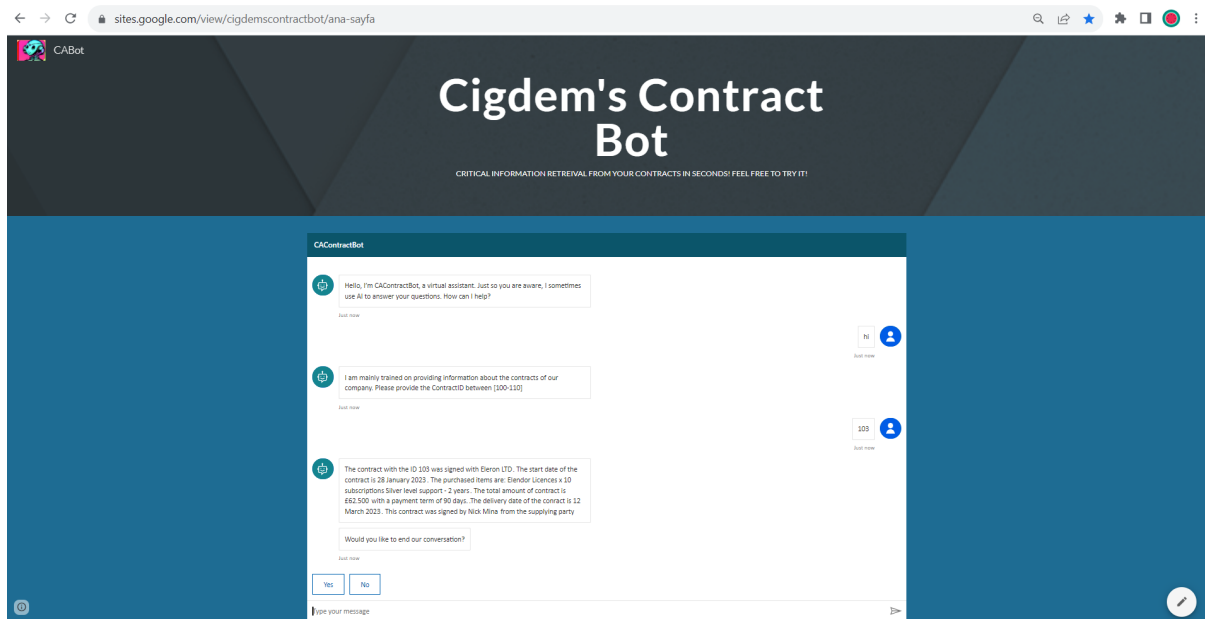 sites.google.com/view/cigdemscontractbot/ana-sayfa
CABot
Cigdem's Contract
Bot
CRITICAL INFORMATION RETREIVAL FROM YOUR CONTRACTS IN SECONDS! FEEL FREE TO TRY IT!
CAContractBot
Hello, I'm CAContractBot, a virtual assistant. Just so you are aware, I sometimes
use AI to answer your questions. How can I help?
Just now
hi
Just now
I am mainly trained on providing information about the contracts of our
company. Please provide the ContractID between [100-110]
Just now
103
Just now
The contract with the ID 103 was signed with Eleron LTD. The start date of the
contract is 28 January 2023. The purchased items are: Elendor Licences x 10
subscriptions Silver level support - 2 years. The total amount of contract is
£62.500 with a payment term of 90 days. .The delivery date of the conract is 12
March 2023. This contract was signed by Nick Mina from the supplying party
Would you like to end our conversation?
Just now
Yes No
Type your message